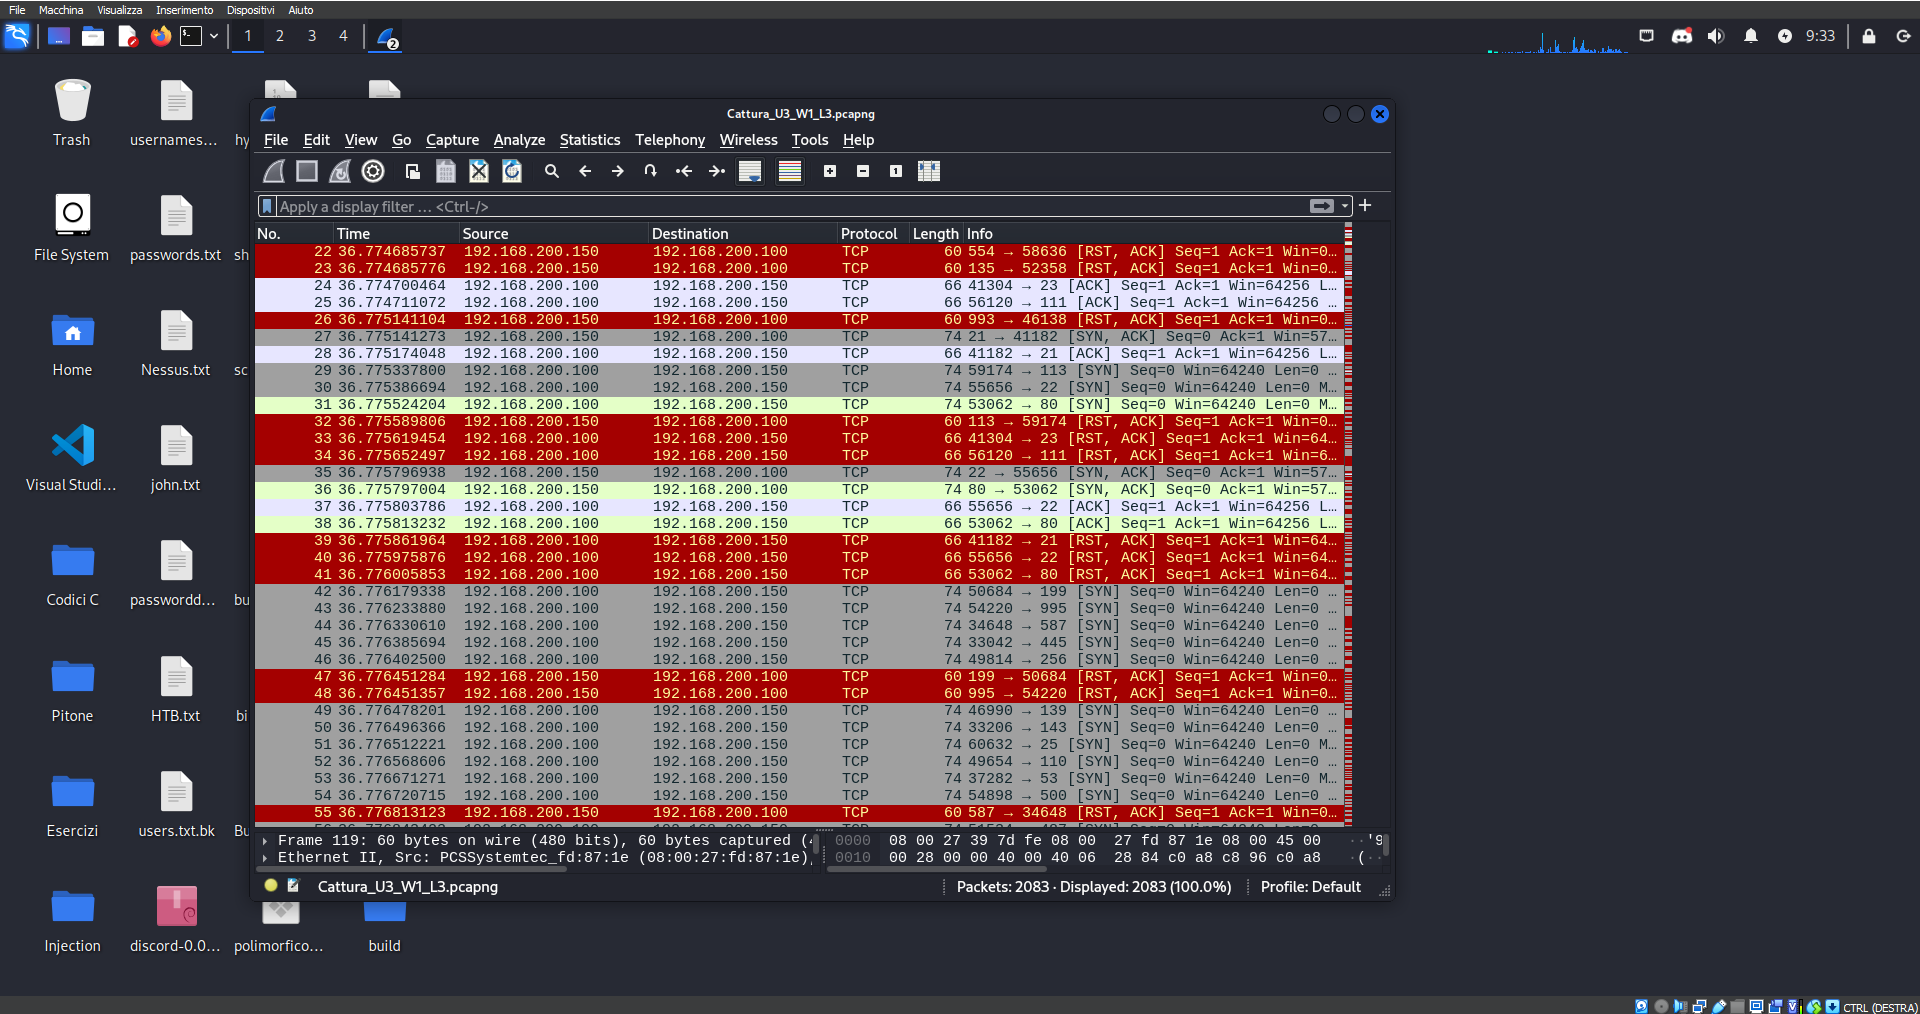 File Macchina Visualizza Inserimento Dispositivi Aiuto
1 2 3 4 2 9:33
Trash
usernames...
hy
File System
passwords.txt
sh
Home
Nessus.txt
sc
Visual Studi...
john.txt
Codici C
passwordd...
bu
Pitone
HTB.txt
bi
Esercizi
users.txt.bk
Bu
Injection
discord-0.0...
polimorfico...
build
Cattura_U3_W1_L3.pcapng
File Edit View Go Capture Analyze Statistics Telephony Wireless Tools Help
Apply a display filter ... <Ctrl-/>
No. Time Source Destination Protocol Length Info
22 36.774685737 192.168.200.150 192.168.200.100 TCP 60 554 → 58636 [RST, ACK] Seq=1 Ack=1 Win=0…
23 36.774685776 192.168.200.150 192.168.200.100 TCP 60 135 → 52358 [RST, ACK] Seq=1 Ack=1 Win=0…
24 36.774700464 192.168.200.100 192.168.200.150 TCP 66 41304 → 23 [ACK] Seq=1 Ack=1 Win=64256 L…
25 36.774711072 192.168.200.100 192.168.200.150 TCP 66 56120 → 111 [ACK] Seq=1 Ack=1 Win=64256 …
26 36.775141104 192.168.200.150 192.168.200.100 TCP 60 993 → 46138 [RST, ACK] Seq=1 Ack=1 Win=0…
27 36.775141273 192.168.200.150 192.168.200.100 TCP 74 21 → 41182 [SYN, ACK] Seq=0 Ack=1 Win=57…
28 36.775174048 192.168.200.100 192.168.200.150 TCP 66 41182 → 21 [ACK] Seq=1 Ack=1 Win=64256 L…
29 36.775337800 192.168.200.100 192.168.200.150 TCP 74 59174 → 113 [SYN] Seq=0 Win=64240 Len=0 …
30 36.775386694 192.168.200.100 192.168.200.150 TCP 74 55656 → 22 [SYN] Seq=0 Win=64240 Len=0 M…
31 36.775524204 192.168.200.100 192.168.200.150 TCP 74 53062 → 80 [SYN] Seq=0 Win=64240 Len=0 M…
32 36.775589806 192.168.200.150 192.168.200.100 TCP 60 113 → 59174 [RST, ACK] Seq=1 Ack=1 Win=0…
33 36.775619454 192.168.200.100 192.168.200.150 TCP 66 41304 → 23 [RST, ACK] Seq=1 Ack=1 Win=64…
34 36.775652497 192.168.200.100 192.168.200.150 TCP 66 56120 → 111 [RST, ACK] Seq=1 Ack=1 Win=6…
35 36.775796938 192.168.200.150 192.168.200.100 TCP 74 22 → 55656 [SYN, ACK] Seq=0 Ack=1 Win=57…
36 36.775797004 192.168.200.150 192.168.200.100 TCP 74 80 → 53062 [SYN, ACK] Seq=0 Ack=1 Win=57…
37 36.775803786 192.168.200.100 192.168.200.150 TCP 66 55656 → 22 [ACK] Seq=1 Ack=1 Win=64256 L…
38 36.775813232 192.168.200.100 192.168.200.150 TCP 66 53062 → 80 [ACK] Seq=1 Ack=1 Win=64256 L…
39 36.775861964 192.168.200.100 192.168.200.150 TCP 66 41182 → 21 [RST, ACK] Seq=1 Ack=1 Win=64…
40 36.775975876 192.168.200.100 192.168.200.150 TCP 66 55656 → 22 [RST, ACK] Seq=1 Ack=1 Win=64…
41 36.776005853 192.168.200.100 192.168.200.150 TCP 66 53062 → 80 [RST, ACK] Seq=1 Ack=1 Win=64…
42 36.776179338 192.168.200.100 192.168.200.150 TCP 74 50684 → 199 [SYN] Seq=0 Win=64240 Len=0 …
43 36.776233880 192.168.200.100 192.168.200.150 TCP 74 54220 → 995 [SYN] Seq=0 Win=64240 Len=0 …
44 36.776330610 192.168.200.100 192.168.200.150 TCP 74 34648 → 587 [SYN] Seq=0 Win=64240 Len=0 …
45 36.776385694 192.168.200.100 192.168.200.150 TCP 74 33042 → 445 [SYN] Seq=0 Win=64240 Len=0 …
46 36.776402500 192.168.200.100 192.168.200.150 TCP 74 49814 → 256 [SYN] Seq=0 Win=64240 Len=0 …
47 36.776451284 192.168.200.150 192.168.200.100 TCP 60 199 → 50684 [RST, ACK] Seq=1 Ack=1 Win=0…
48 36.776451357 192.168.200.150 192.168.200.100 TCP 60 995 → 54220 [RST, ACK] Seq=1 Ack=1 Win=0…
49 36.776478201 192.168.200.100 192.168.200.150 TCP 74 46990 → 139 [SYN] Seq=0 Win=64240 Len=0 …
50 36.776496366 192.168.200.100 192.168.200.150 TCP 74 33206 → 143 [SYN] Seq=0 Win=64240 Len=0 …
51 36.776512221 192.168.200.100 192.168.200.150 TCP 74 60632 → 25 [SYN] Seq=0 Win=64240 Len=0 M…
52 36.776568606 192.168.200.100 192.168.200.150 TCP 74 49654 → 110 [SYN] Seq=0 Win=64240 Len=0 …
53 36.776671271 192.168.200.100 192.168.200.150 TCP 74 37282 → 53 [SYN] Seq=0 Win=64240 Len=0 M…
54 36.776720715 192.168.200.100 192.168.200.150 TCP 74 54898 → 500 [SYN] Seq=0 Win=64240 Len=0 …
55 36.776813123 192.168.200.150 192.168.200.100 TCP 60 587 → 34648 [RST, ACK] Seq=1 Ack=1 Win=0…
Frame 119: 60 bytes on wire (480 bits), 60 bytes captured (4
Ethernet II, Src: PCSSystemtec_fd:87:1e (08:00:27:fd:87:1e),
0000 08 00 27 39 7d fe 08 00 27 fd 87 1e 08 00 45 00 ··'9
0010 00 28 00 00 40 00 40 06 28 84 c0 a8 c8 96 c0 a8 ·(··
Cattura_U3_W1_L3.pcapng
Packets: 2083 · Displayed: 2083 (100.0%)
Profile: Default
CTRL (DESTRA)